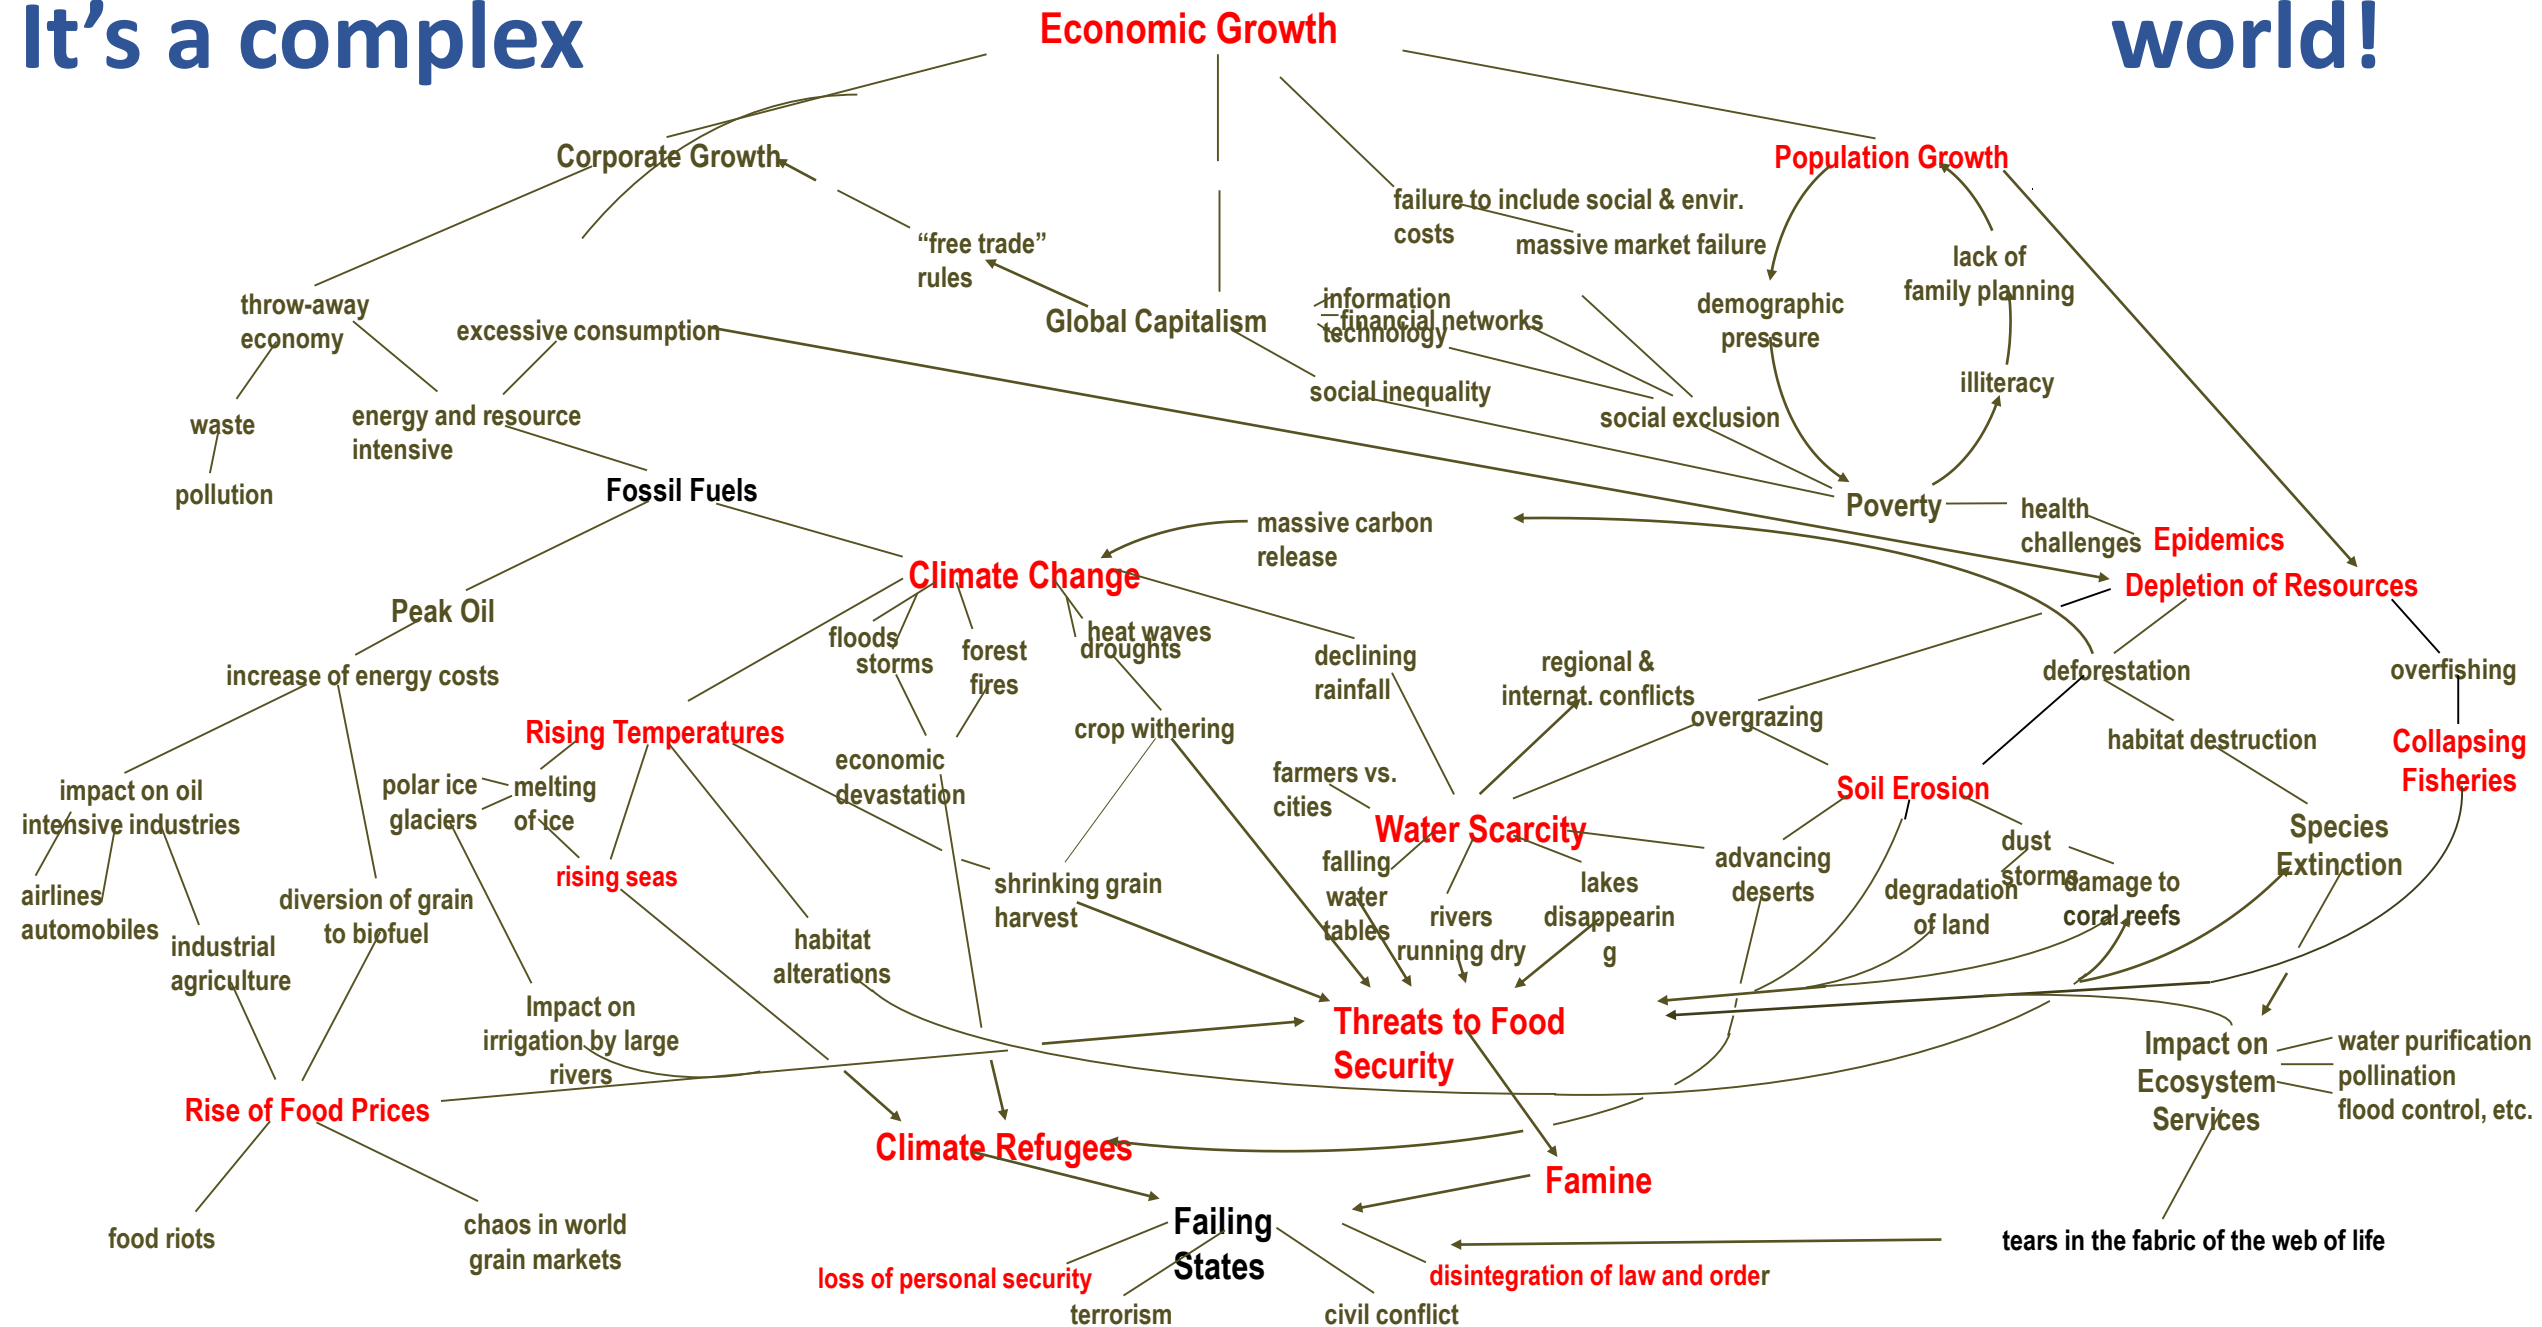 It’s a complex
world!
Economic Growth
Corporate Growth
Population Growth
failure to include social & envir.
costs
massive market failure
“free trade”
rules
lack of
family planning
throw-away
economy
excessive consumption
Global Capitalism
information
technology
financial networks
demographic
pressure
social inequality
social exclusion
illiteracy
waste
energy and resource
intensive
pollution
Fossil Fuels
Poverty
health
challenges
Epidemics
massive carbon
release
Climate Change
Depletion of Resources
Peak Oil
floods
storms
forest
fires
heat waves
droughts
declining
rainfall
regional &
internat. conflicts
deforestation
overfishing
increase of energy costs
overgrazing
Rising Temperatures
crop withering
habitat destruction
Collapsing
Fisheries
economic
devastation
farmers vs.
cities
impact on oil
intensive industries
polar ice
glaciers
melting
of ice
Soil Erosion
Water Scarcity
Species
Extinction
dust
storms
advancing
deserts
falling
water
tables
rising seas
shrinking grain
harvest
lakes
disappearin
g
degradation
of land
damage to
coral reefs
airlines
automobiles
diversion of grain
to biofuel
rivers
running dry
industrial
agriculture
habitat
alterations
Impact on
irrigation by large
rivers
Threats to Food
Security
Impact on
Ecosystem
Services
water purification
pollination
flood control, etc.
Rise of Food Prices
Climate Refugees
Famine
food riots
chaos in world
grain markets
Failing
States
tears in the fabric of the web of life
loss of personal security
disintegration of law and order
terrorism
civil conflict